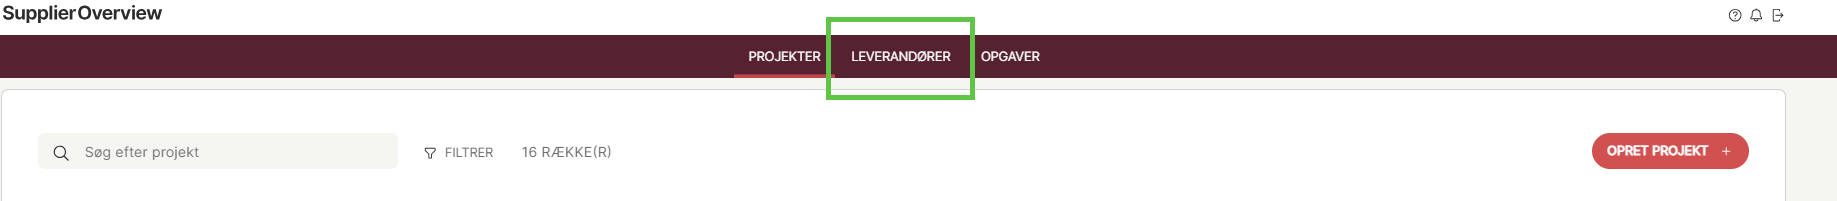 SupplierOverview
PROJEKTER LEVERANDØRER OPGAVER
Søg efter projekt FILTRER 16 RÆKKE(R) OPRET PROJEKT +